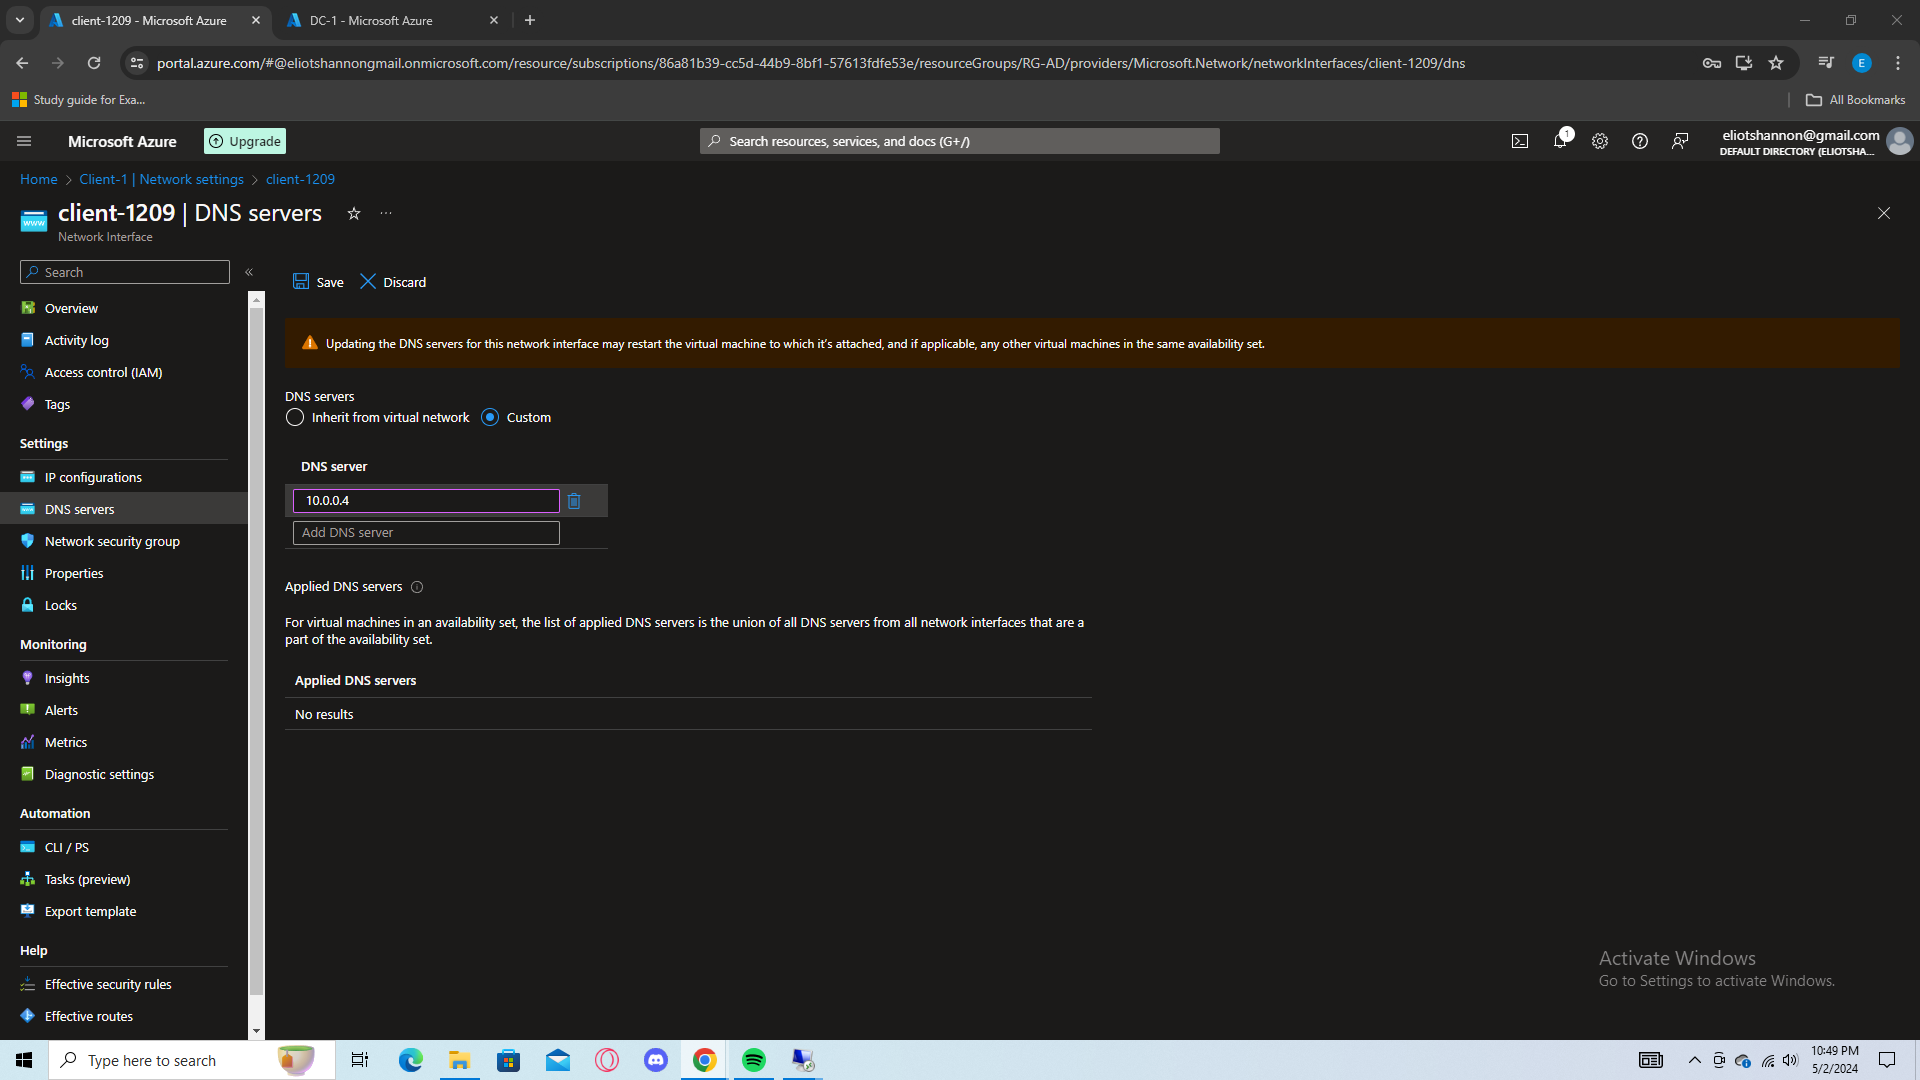 client-1209 - Microsoft Azure
DC-1 - Microsoft Azure
portal.azure.com/#@eliotshannongmail.onmicrosoft.com/resource/subscriptions/86a81b39-cc5d-44b9-8bf1-57613fdfe53e/resourceGroups/RG-AD/providers/Microsoft.Network/networkInterfaces/client-1209/dns
E
Study guide for Exa...
All Bookmarks
Microsoft Azure
Upgrade
Search resources, services, and docs (G+/)
1
eliotshannon@gmail.com
DEFAULT DIRECTORY (ELIOTSHA...
Home > Client-1 | Network settings > client-1209
client-1209 | DNS servers
Network Interface
Search
Save
Discard
Overview
Activity log
Access control (IAM)
Tags
Settings
IP configurations
DNS servers
Network security group
Properties
Locks
Monitoring
Insights
Alerts
Metrics
Diagnostic settings
Automation
CLI / PS
Tasks (preview)
Export template
Help
Effective security rules
Effective routes
Updating the DNS servers for this network interface may restart the virtual machine to which it's attached, and if applicable, any other virtual machines in the same availability set.
DNS servers
Inherit from virtual network
Custom
DNS server
10.0.0.4
Add DNS server
Applied DNS servers
For virtual machines in an availability set, the list of applied DNS servers is the union of all DNS servers from all network interfaces that are a
part of the availability set.
Applied DNS servers
No results
Activate Windows
Go to Settings to activate Windows.
Type here to search
10:49 PM
5/2/2024